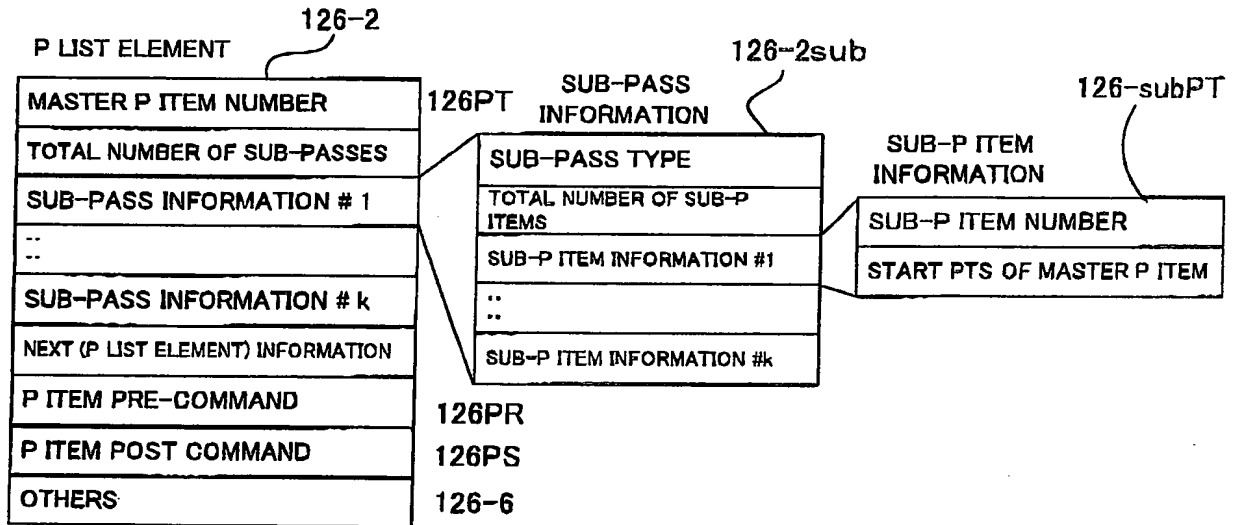 126-2
P LIST ELEMENT
MASTER P ITEM NUMBER
126PT
TOTAL NUMBER OF SUB-PASSES
SUB-PASS INFORMATION # 1
::
SUB-PASS INFORMATION # k
NEXT (P LIST ELEMENT) INFORMATION
P ITEM PRE-COMMAND
126PR
P ITEM POST COMMAND
126PS
OTHERS
126-6
126-2sub
SUB-PASS
INFORMATION
SUB-PASS TYPE
TOTAL NUMBER OF SUB-P
ITEMS
SUB-P ITEM INFORMATION #1
::
SUB-P ITEM INFORMATION #k
126-subPT
SUB-P ITEM
INFORMATION
SUB-P ITEM NUMBER
START PTS OF MASTER P ITEM